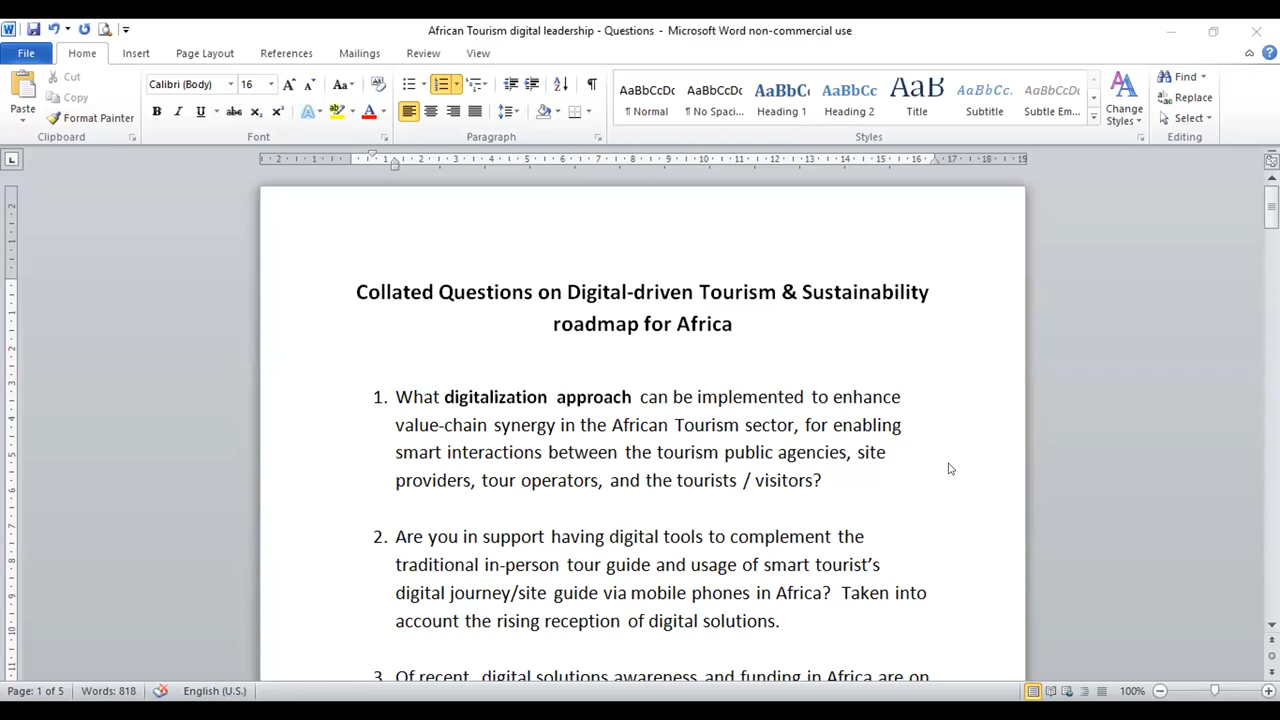 African Tourism digital leadership - Questions - Microsoft Word non-commercial use
File Home Insert Page Layout References Mailings Review View
Paste
Cut
Copy
Format Painter
Clipboard
Calibri (Body) 16
Font
Paragraph
AaBbCcDc AaBbCcDc AaBbC( AaBbCc AaB AaBbCc. AaBbCcDc
¶ Normal ¶ No Spaci... Heading 1 Heading 2 Title Subtitle Subtle Em...
Change
Styles
Styles
Find
Replace
Select
Editing
Collated Questions on Digital-driven Tourism & Sustainability
roadmap for Africa
1. What digitalization approach can be implemented to enhance
value-chain synergy in the African Tourism sector, for enabling
smart interactions between the tourism public agencies, site
providers, tour operators, and the tourists / visitors?
2. Are you in support having digital tools to complement the
traditional in-person tour guide and usage of smart tourist’s
digital journey/site guide via mobile phones in Africa? Taken into
account the rising reception of digital solutions.
3. Of recent, digital solutions awareness and funding in Africa are on
Page: 1 of 5 Words: 818 English (U.S.) 100%